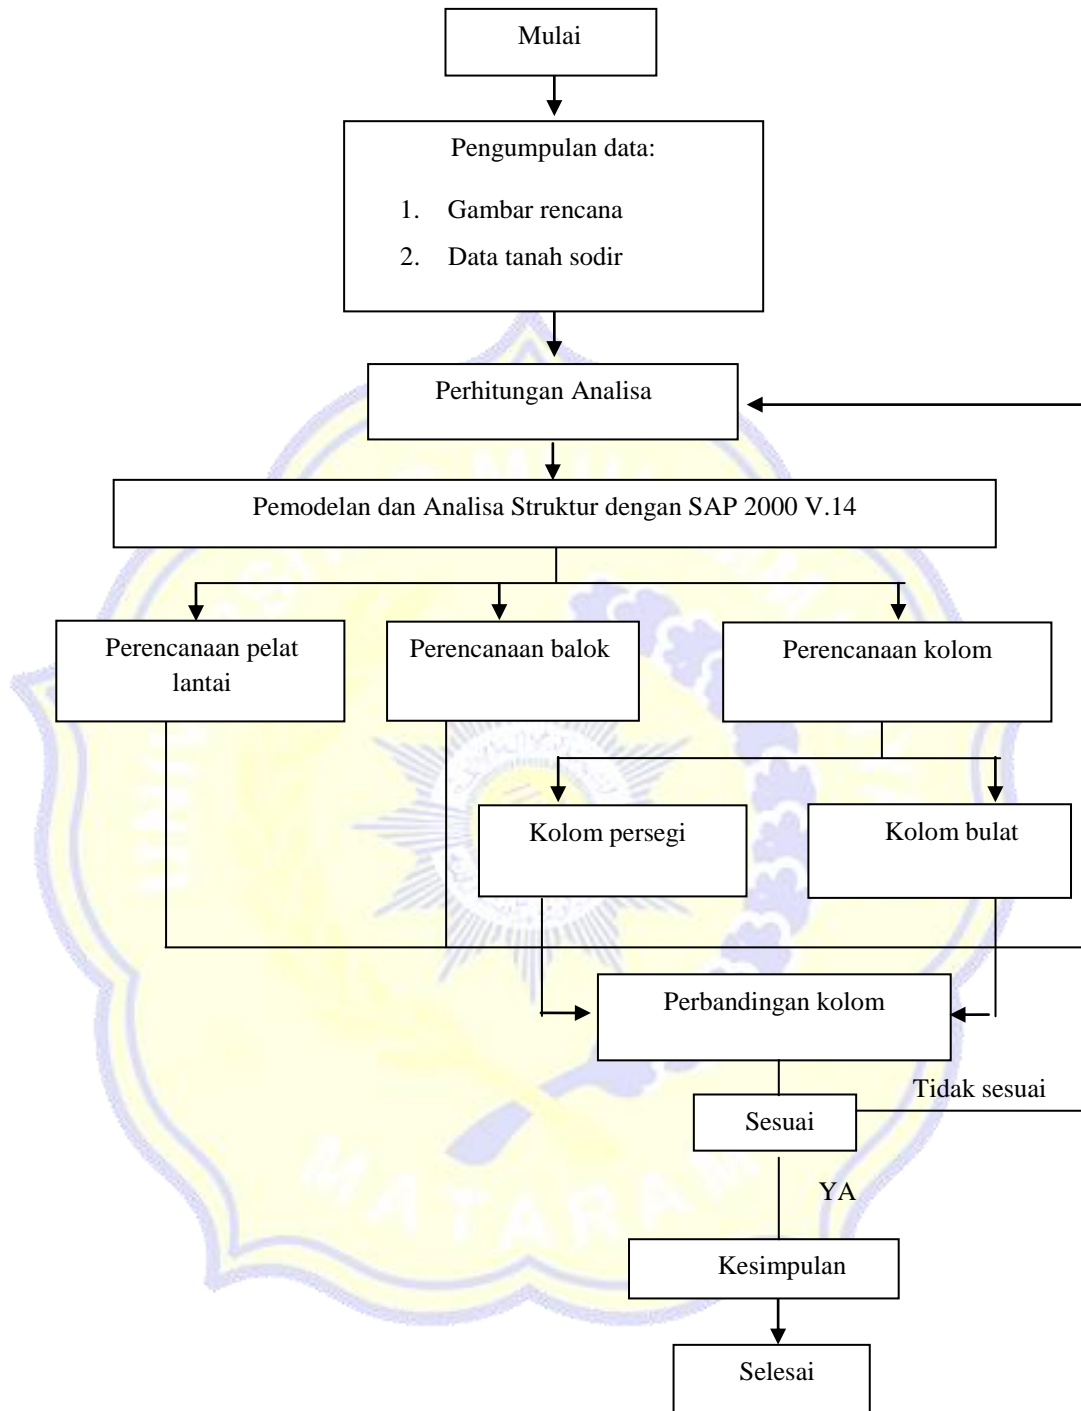 Mulai
Pengumpulan data:
1. Gambar rencana
2. Data tanah sodir
Perhitungan Analisa
Pemodelan dan Analisa Struktur dengan SAP 2000 V.14
Perencanaan pelat
lantai
Perencanaan balok
Perencanaan kolom
Kolom persegi
Kolom bulat
Perbandingan kolom
Tidak sesuai
Sesuai
YA
Kesimpulan
Selesai
MATARAM